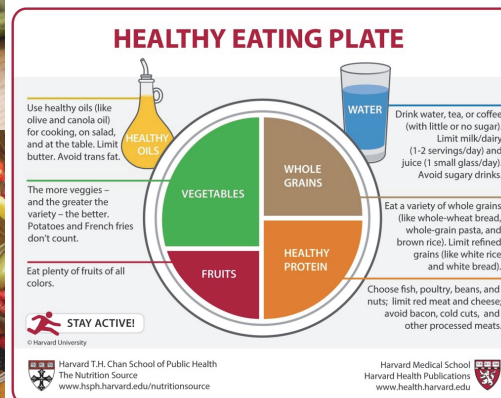 HEALTHY EATING PLATE
Use healthy oils (like
olive and canola oil)
for cooking, on salad,
and at the table. Limit
butter. Avoid trans fat.
HEALTHY
OILS
The more veggies –
and the greater the
variety – the better.
Potatoes and French fries
don't count.
Eat plenty of fruits of all
colors.
VEGETABLES
FRUITS
WHOLE
GRAINS
HEALTHY
PROTEIN
WATER
Drink water, tea, or coffee
(with little or no sugar).
Limit milk/dairy
(1-2 servings/day) and
juice (1 small glass/day).
Avoid sugary drinks.
Eat a variety of whole grains
(like whole-wheat bread,
whole-grain pasta, and
brown rice). Limit refined
grains (like white rice
and white bread).
Choose fish, poultry, beans, and
nuts; limit red meat and cheese;
avoid bacon, cold cuts, and
other processed meats.
STAY ACTIVE!
© Harvard University
Harvard T.H. Chan School of Public Health
The Nutrition Source
www.hsph.harvard.edu/nutritionsource
Harvard Medical School
Harvard Health Publications
www.health.harvard.edu